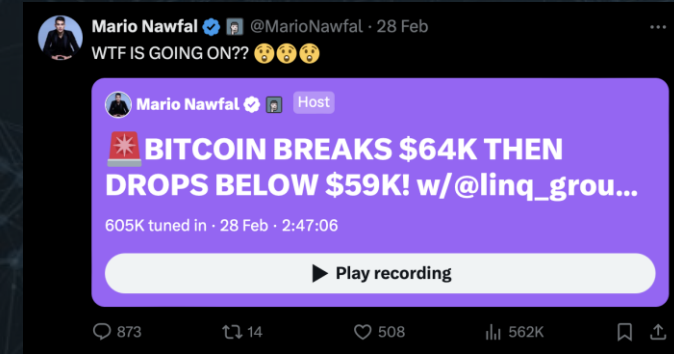 Mario Nawfal @MarioNawfal · 28 Feb
WTF IS GOING ON?? 😲😲😲
Mario Nawfal Host
🚨BITCOIN BREAKS $64K THEN
DROPS BELOW $59K! w/@linq_grou...
605K tuned in · 28 Feb · 2:47:06
Play recording
873 14 508 562K